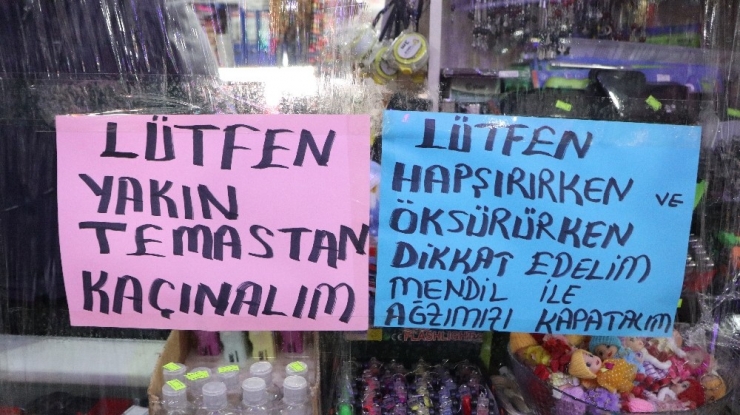 LÜTFEN
YAKIN
TEMASTAN
KAÇINALIM
LÜTFEN
HAPŞIRIRKEN VE
ÖKSÜRÜRKEN
DİKKAT EDELİM
MENDİL İLE
AĞZIMIZI KAPATALIM